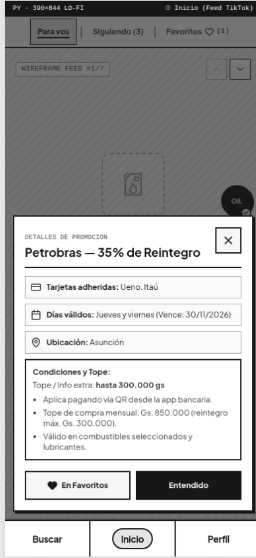 PY - 390×844 LO-FI
① Inicio (Feed TikTok)
Para vos
Siguiendo (3)
Favoritos (1)
WIREFRAME FEED #1/7
OIL
DETALLES DE PROMOCIÓN
Petrobras — 35% de Reintegro
Tarjetas adheridas: Ueno, Itaú
Días válidos: Jueves y viernes (Vence: 30/11/2026)
Ubicación: Asunción
Condiciones y Tope:
Tope / Info extra: hasta 300.000 gs
• Aplica pagando vía QR desde la app bancaria.
• Tope de compra mensual: Gs. 850.000 (reintegro
máx. Gs. 300.000).
• Válido en combustibles seleccionados y
lubricantes.
En Favoritos
Entendido
Buscar
Inicio
Perfil